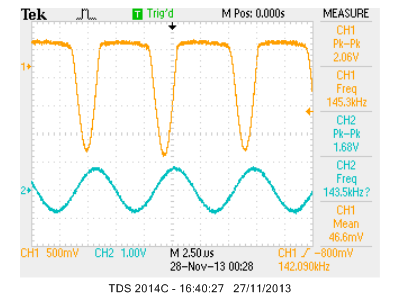 Tek Trig'd M Pos: 0.000s MEASURE
CH1
Pk-Pk
2.06V
CH1
Freq
145.3kHz
CH2
Pk-Pk
1.68V
CH2
Freq
143.5kHz?
CH1
Mean
46.6mV
1
2
T
CH1 500mV CH2 1.00V M 2.50us CH1 -800mV
28-Nov-13 00:28 142.090kHz
TDS 2014C - 16:40:27 27/11/2013